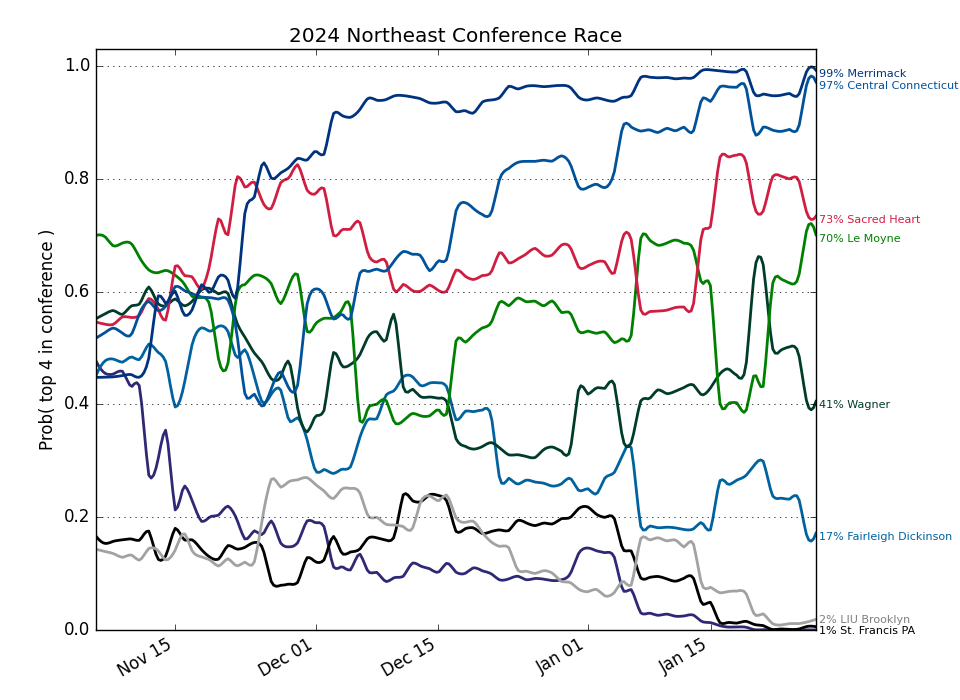 2024 Northeast Conference Race
Prob( top 4 in conference )
1.0
0.8
0.6
0.4
0.2
0.0
Nov 15
Dec 01
Dec 15
Jan 01
Jan 15
99% Merrimack
97% Central Connecticut
73% Sacred Heart
70% Le Moyne
41% Wagner
17% Fairleigh Dickinson
2% LIU Brooklyn
1% St. Francis PA